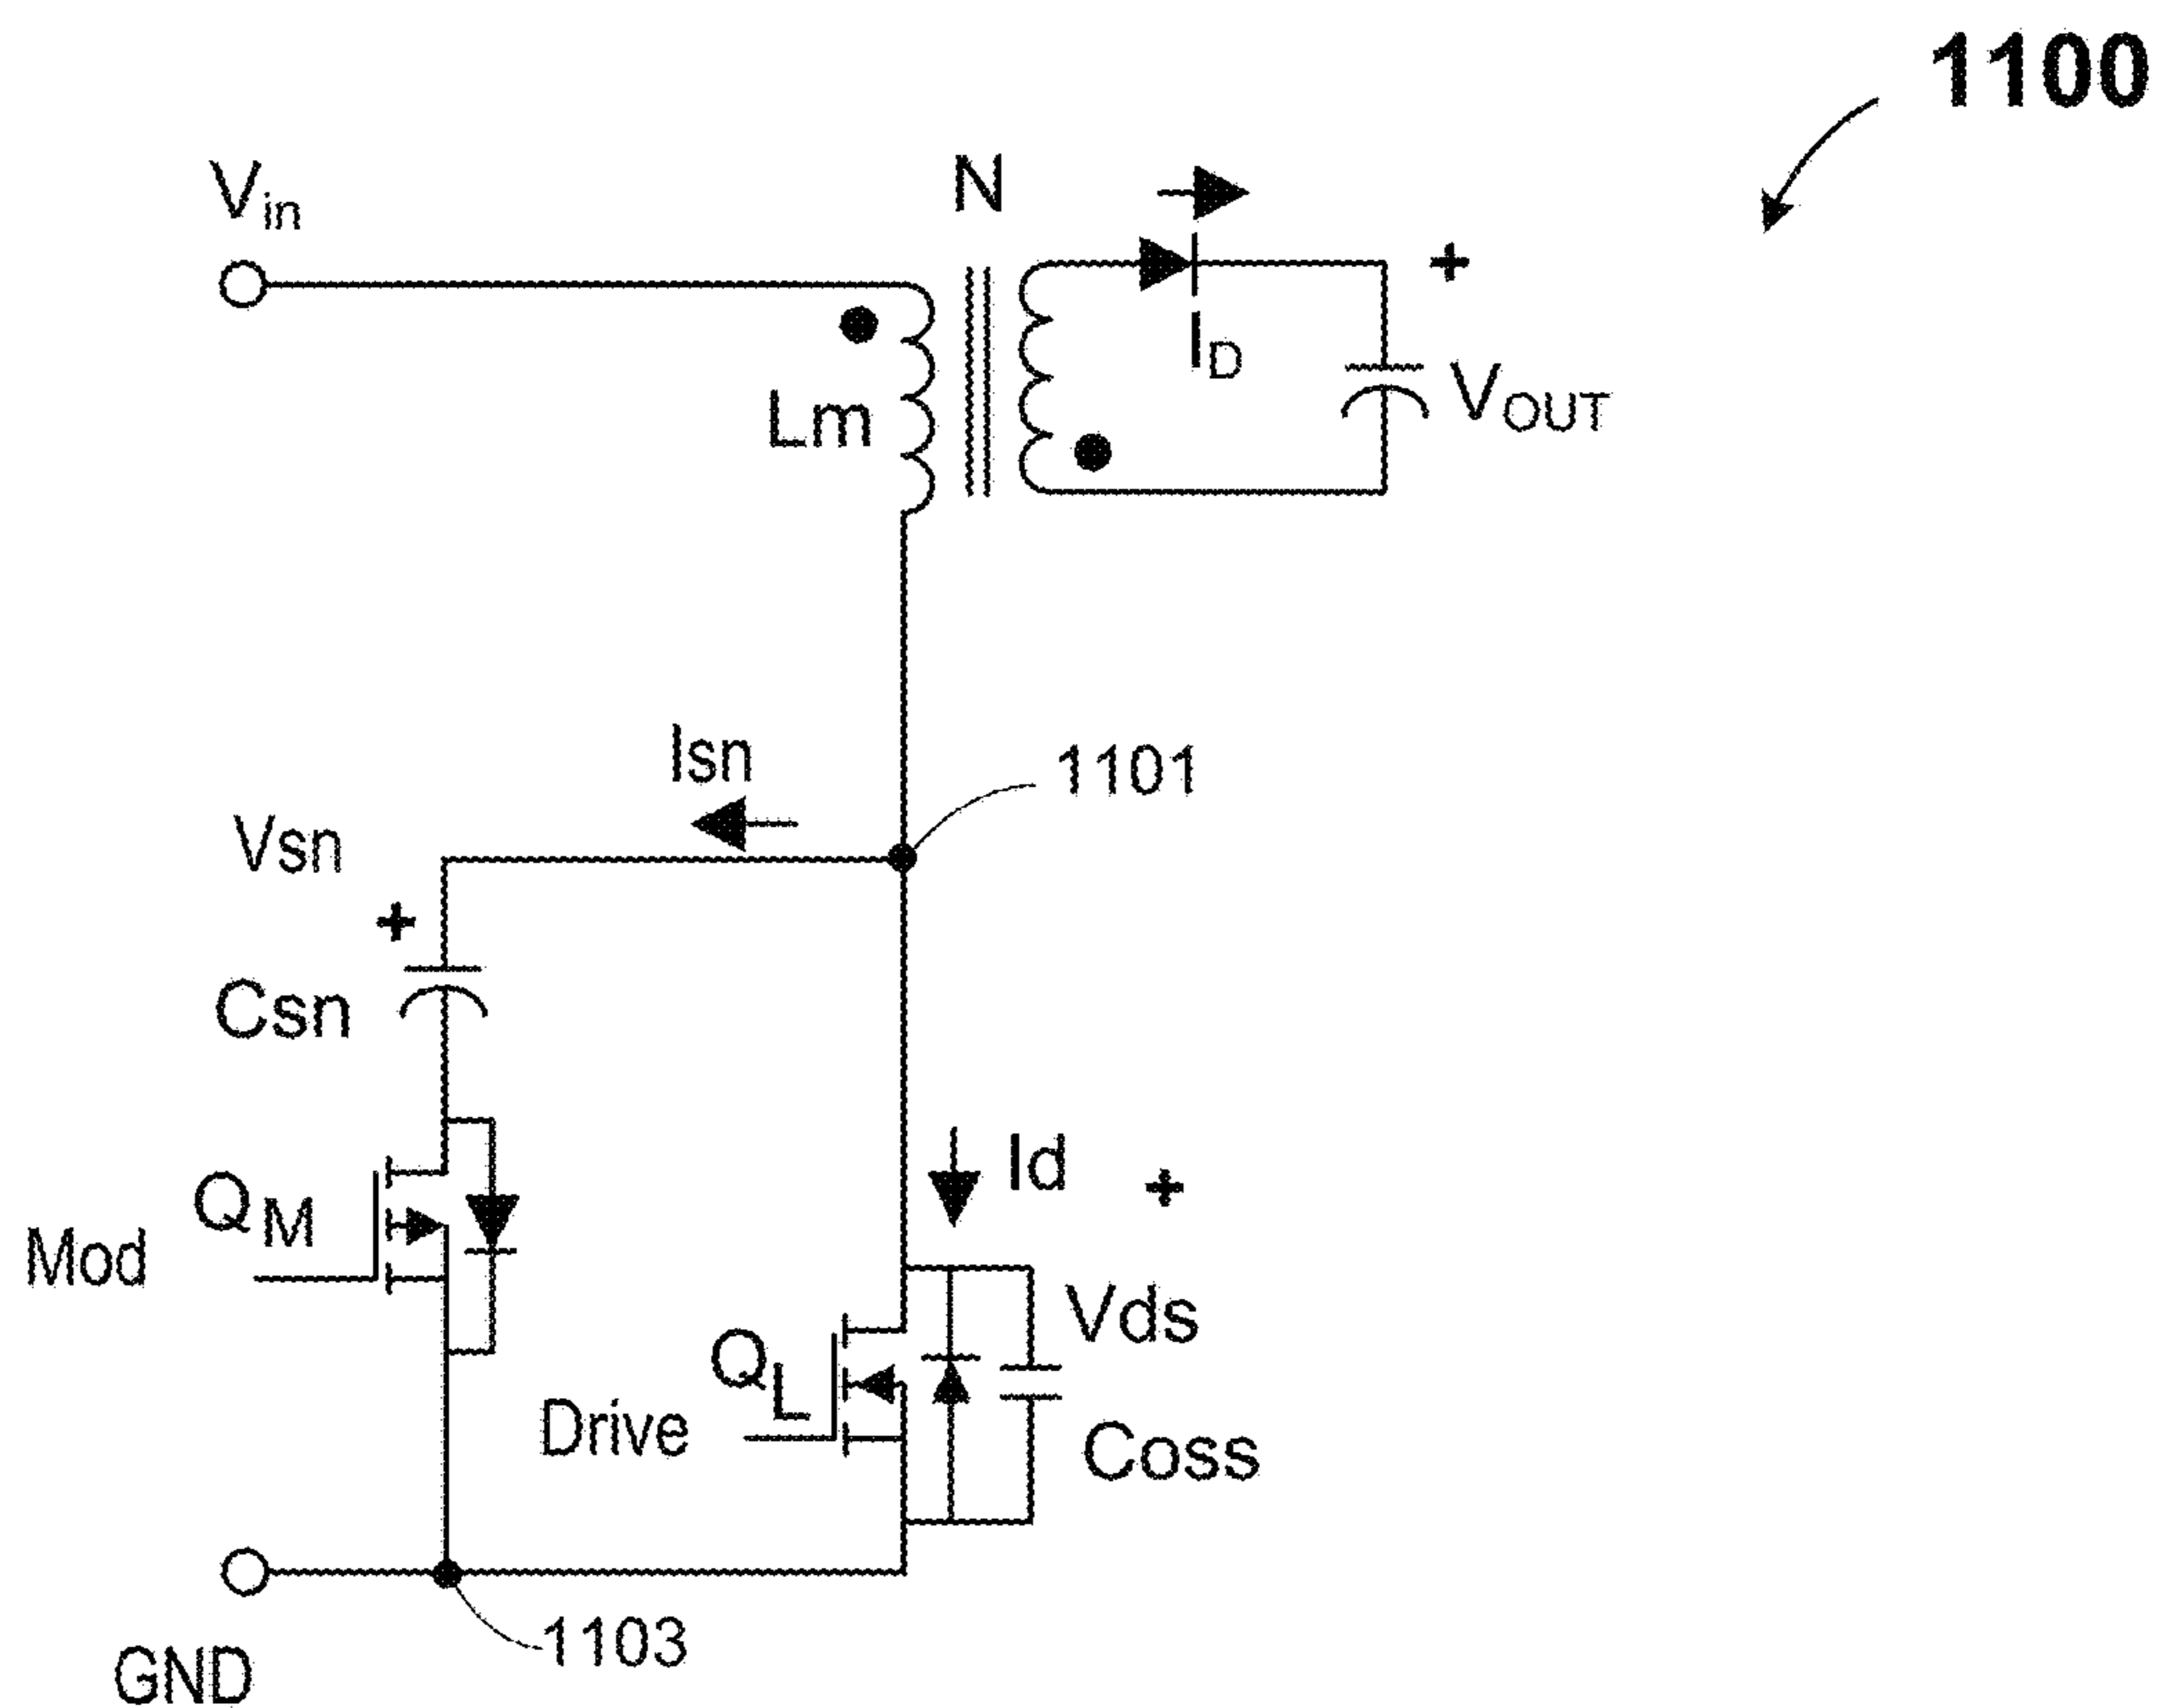 1100
Vin
N
+
ID
Lm
VOUT
Isn
1101
Vsn
+
Csn
Id
+
QM
Mod
Vds
QL
Drive
Coss
1103
GND